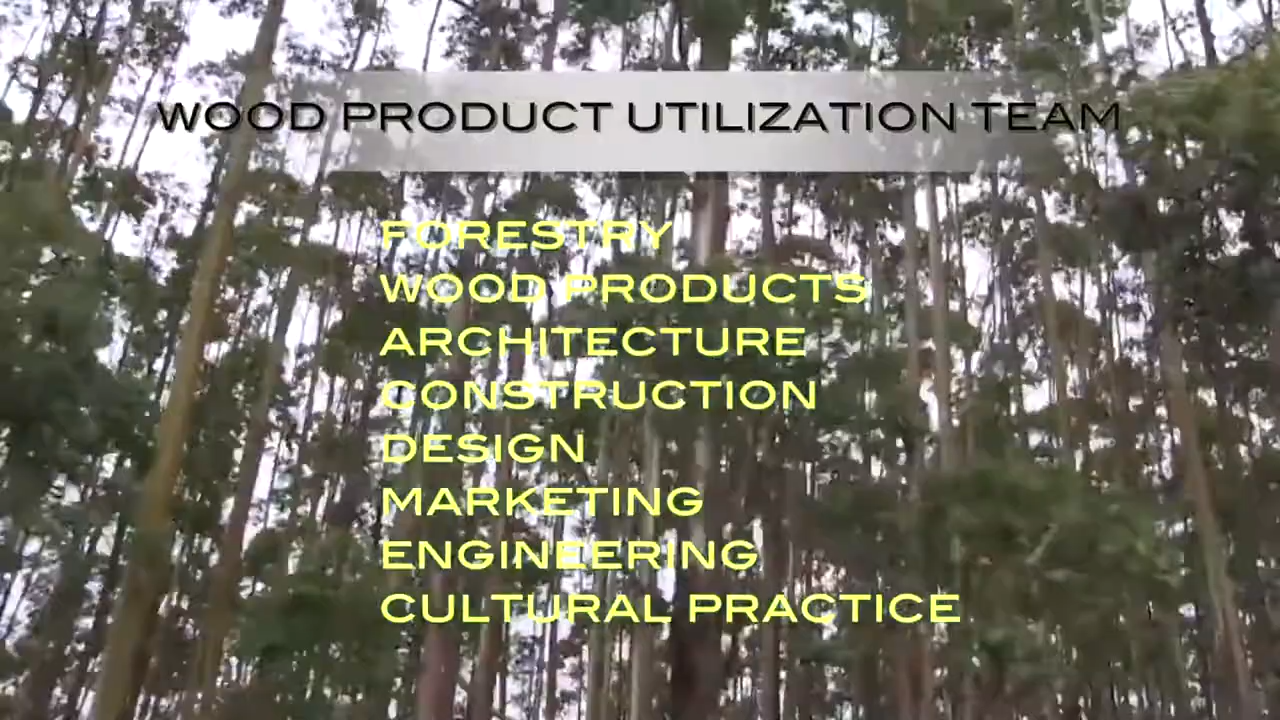 WOOD PRODUCT UTILIZATION TEAM
FORESTRY
WOOD PRODUCTS
ARCHITECTURE
CONSTRUCTION
DESIGN
MARKETING
ENGINEERING
CULTURAL PRACTICE